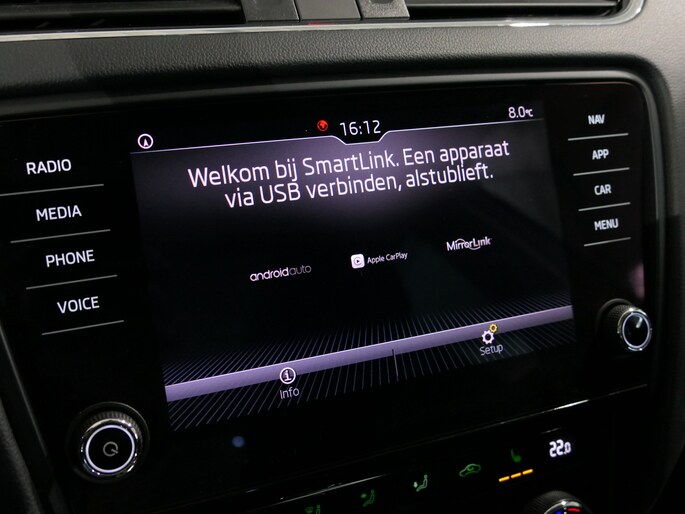 16:12
8.0°C
Welkom bij SmartLink. Een apparaat
via USB verbinden, alstublieft.
androidauto
Apple CarPlay
MirrorLink
Info
Setup
RADIO
MEDIA
PHONE
VOICE
NAV
APP
CAR
MENU
22.0